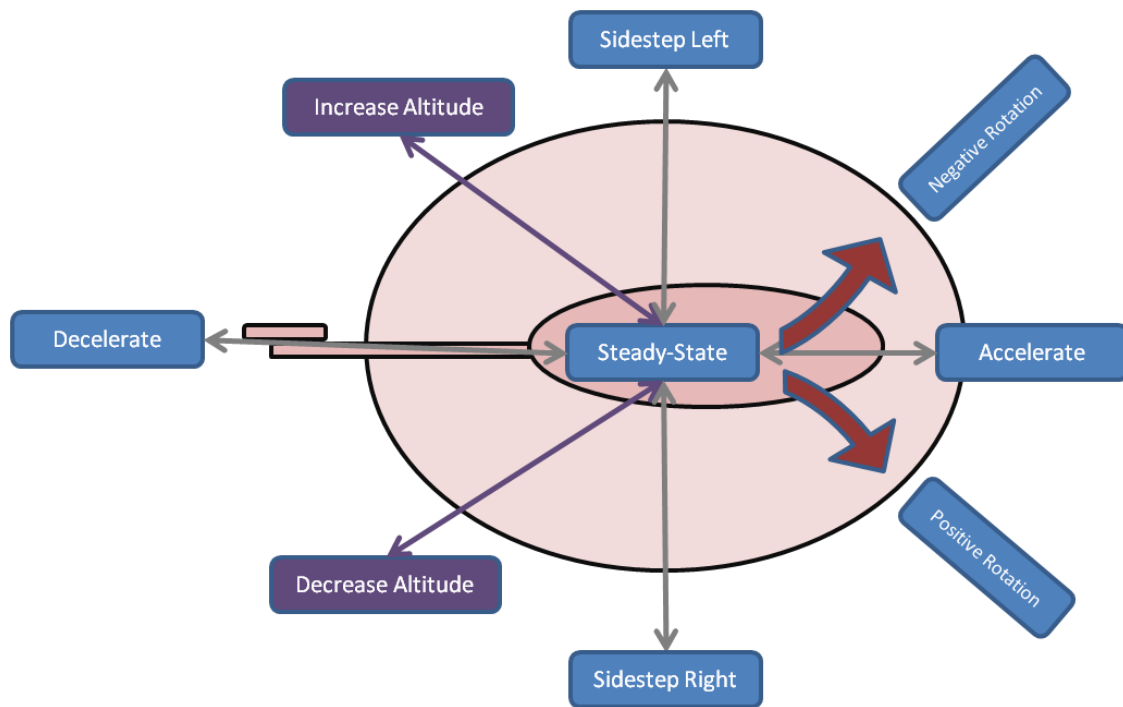 Sidestep Left
Increase Altitude
Negative Rotation
Decelerate
Steady-State
Accelerate
Decrease Altitude
Positive Rotation
Sidestep Right